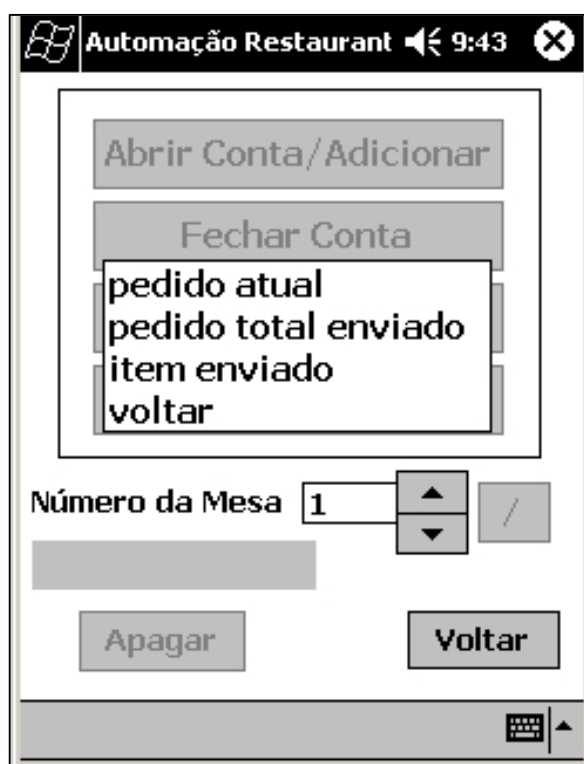 Automação Restaurant 9:43
Abrir Conta/Adicionar
Fechar Conta
pedido atual
pedido total enviado
item enviado
voltar
Número da Mesa 1 /
Apagar Voltar